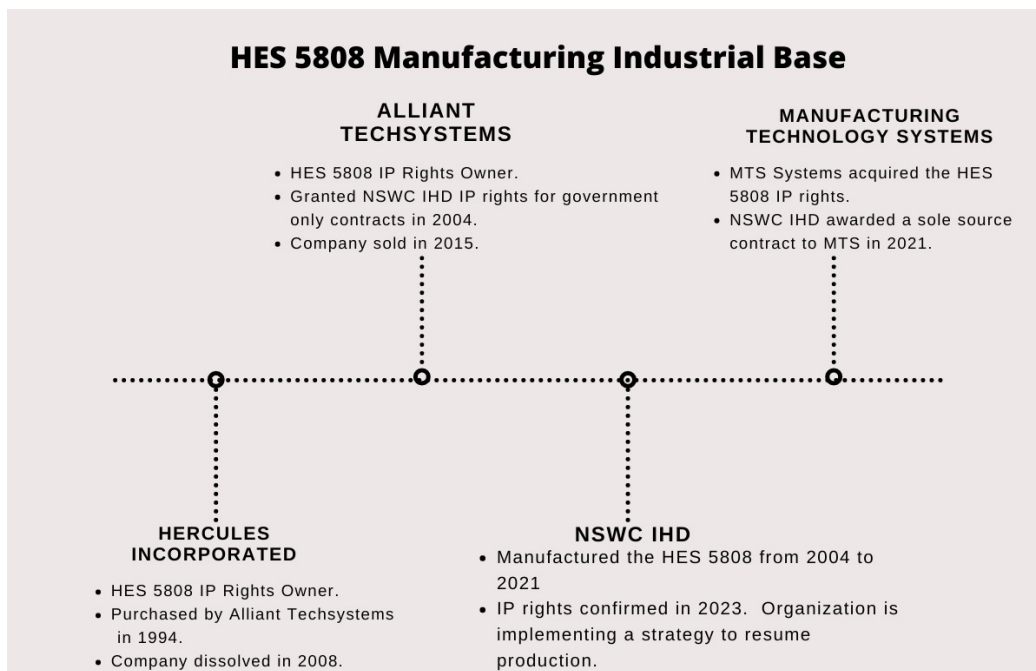 HES 5808 Manufacturing Industrial Base
ALLIANT
TECHSYSTEMS
• HES 5808 IP Rights Owner.
• Granted NSWC IHD IP rights for government
only contracts in 2004.
• Company sold in 2015.
MANUFACTURING
TECHNOLOGY SYSTEMS
• MTS Systems acquired the HES
5808 IP rights.
• NSWC IHD awarded a sole source
contract to MTS in 2021.
HERCULES
INCORPORATED
• HES 5808 IP Rights Owner.
• Purchased by Alliant Techsystems
in 1994.
• Company dissolved in 2008.
NSWC IHD
• Manufactured the HES 5808 from 2004 to
2021
• IP rights confirmed in 2023.  Organization is
implementing a strategy to resume
production.